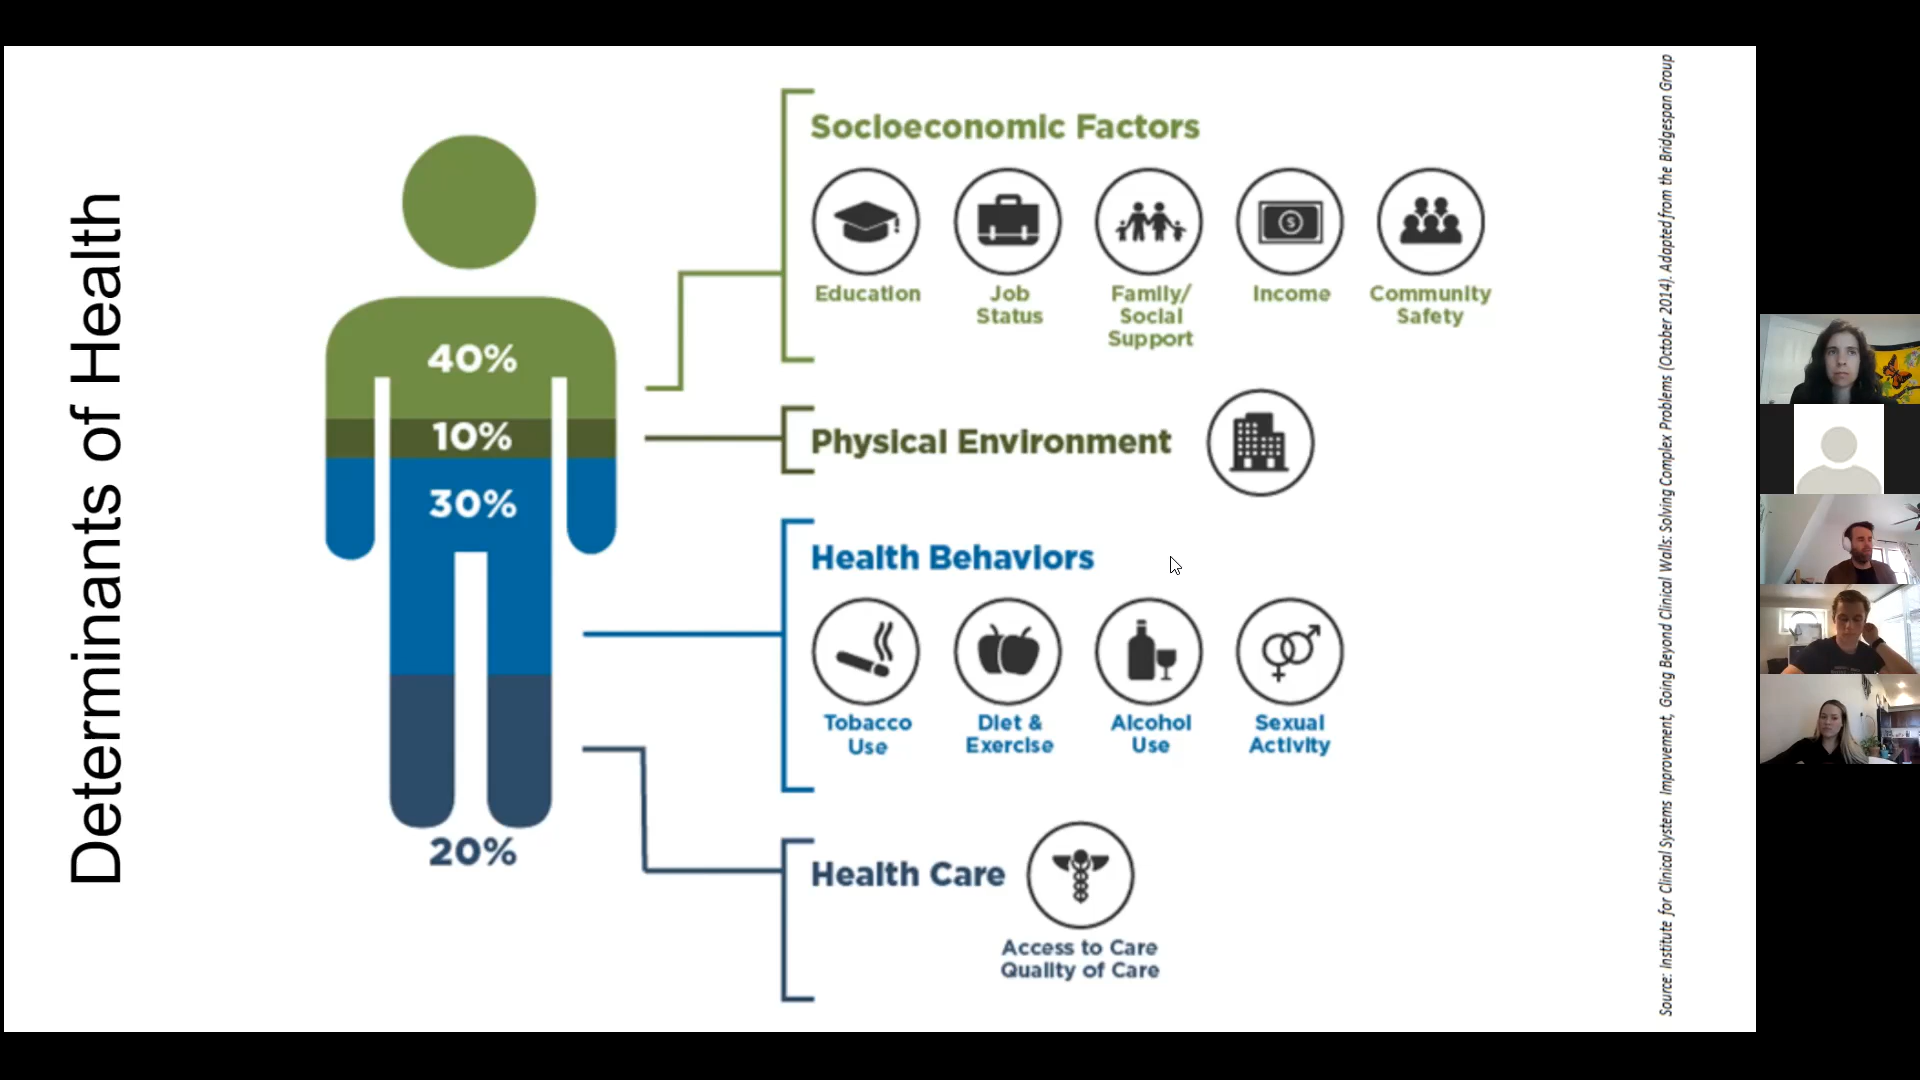 Determinants of Health
40%
10%
30%
20%
Socioeconomic Factors
Education
Job
Status
Family/
Social
Support
Income
Community
Safety
Physical Environment
Health Behaviors
Tobacco
Use
Diet &
Exercise
Alcohol
Use
Sexual
Activity
Health Care
Access to Care
Quality of Care
Source: Institute for Clinical Systems Improvement, Going Beyond Clinical Walls: Solving Complex Problems (October 2014). Adapted from the Bridgespan Group